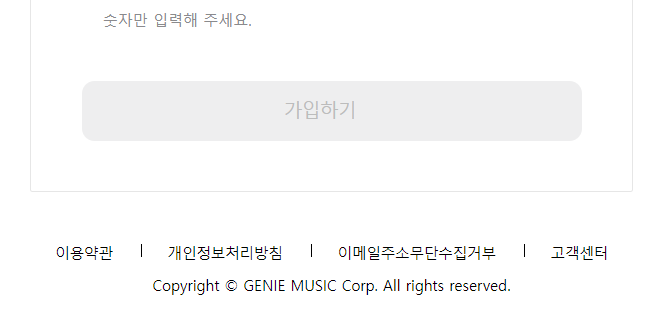 숫자만 입력해 주세요.
가입하기
이용약관 | 개인정보처리방침 | 이메일주소무단수집거부 | 고객센터
Copyright © GENIE MUSIC Corp. All rights reserved.